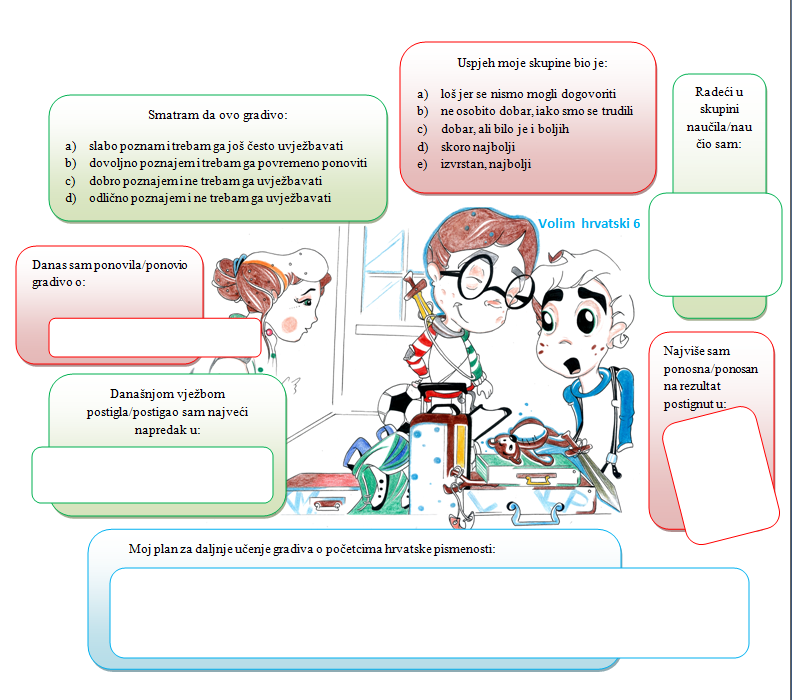 Uspjeh moje skupine bio je:
a) loš jer se nismo mogli dogovoriti
b) ne osobito dobar, iako smo se trudili
c) dobar, ali bilo je i boljih
d) skoro najbolji
e) izvrstan, najbolji
Radeći u
skupini
naučila/nau
čio sam:
Smatram da ovo gradivo:
a) slabo poznam i trebam ga još često uvježbavati
b) dovoljno poznajem i trebam ga povremeno ponoviti
c) dobro poznajem i ne trebam ga uvježbavati
d) odlično poznajem i ne trebam ga uvježbavati
Volim hrvatski 6
Danas sam ponovila/ponovio
gradivo o:
Najviše sam
ponosna/ponosan
na rezultat
postignut u:
Današnjom vježbom
postigla/postigao sam najveći
napredak u:
Moj plan za daljnje učenje gradiva o početcima hrvatske pismenosti: